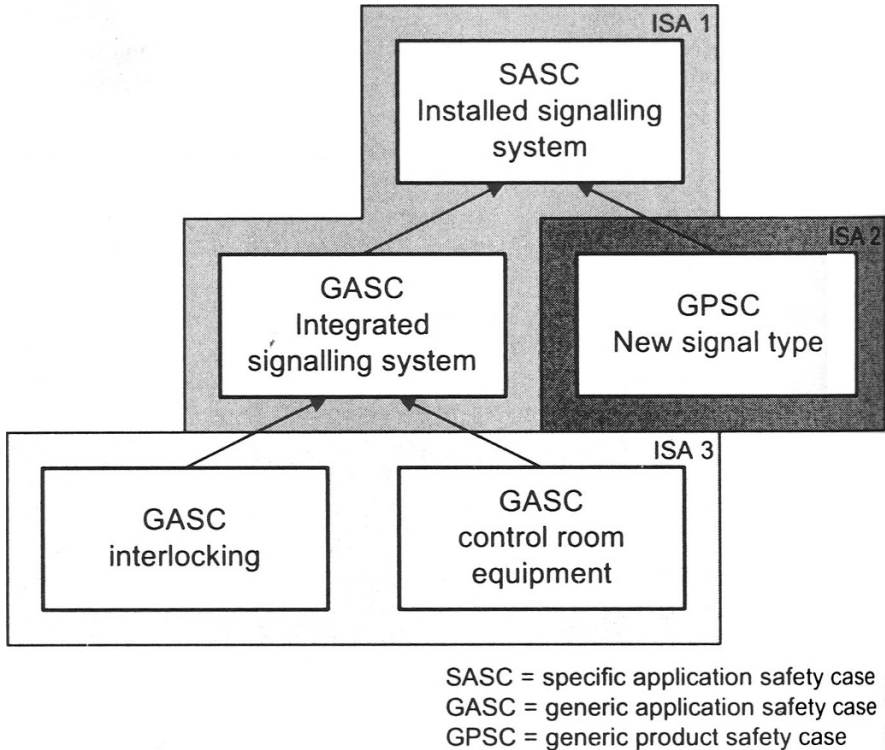 ISA 1
SASC
Installed signalling
system
ISA 2
GASC
Integrated
signalling system
GPSC
New signal type
ISA 3
GASC
interlocking
GASC
control room
equipment
SASC = specific application safety case
GASC = generic application safety case
GPSC = generic product safety case